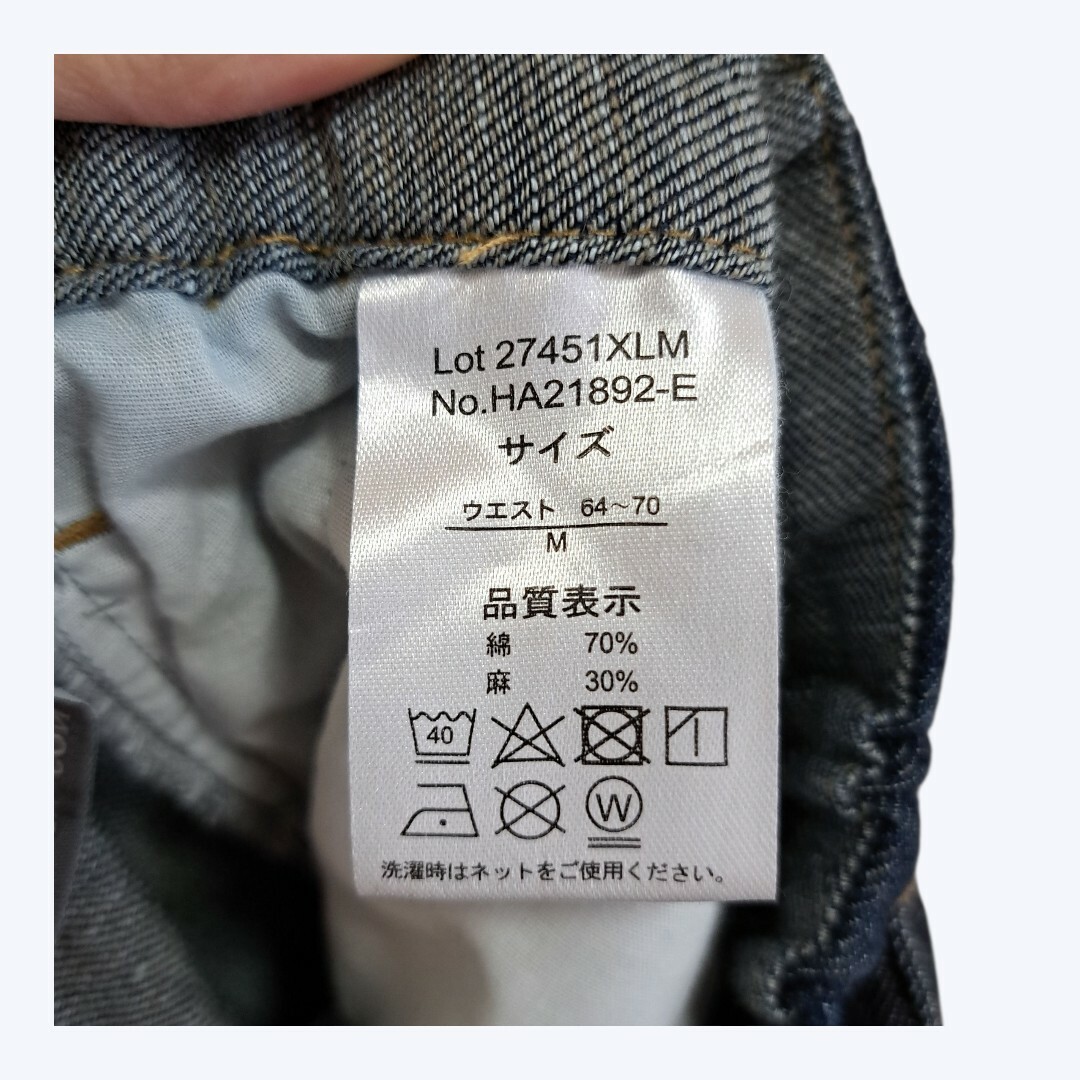 Lot 27451XLM
No.HA21892-E
サイズ
ウエスト 64～70
M
品質表示
綿 70%
麻 30%
40
W
洗濯時はネットをご使用ください。